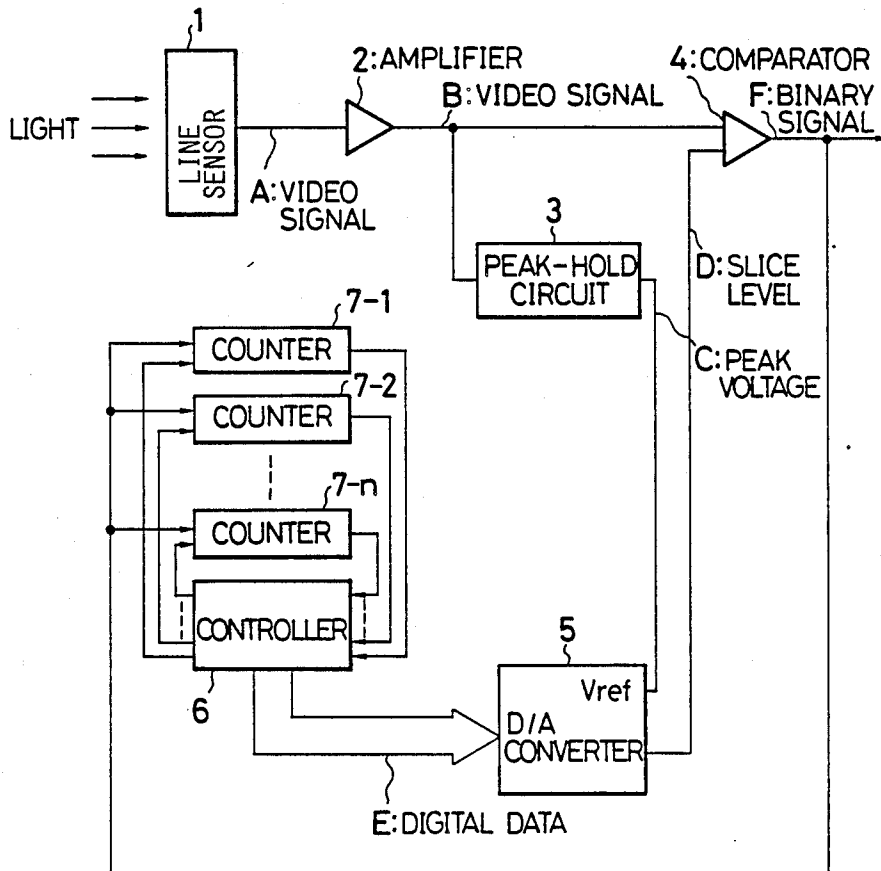 1
2:AMPLIFIER
4:COMPARATOR
B:VIDEO SIGNAL
F:BINARY
SIGNAL
LIGHT
LINE
SENSOR
A:VIDEO
SIGNAL
3
PEAK-HOLD
CIRCUIT
D:SLICE
LEVEL
7-1
COUNTER
C:PEAK
VOLTAGE
7-2
COUNTER
7-n
COUNTER
CONTROLLER
6
5
Vref
D/A
CONVERTER
E:DIGITAL DATA